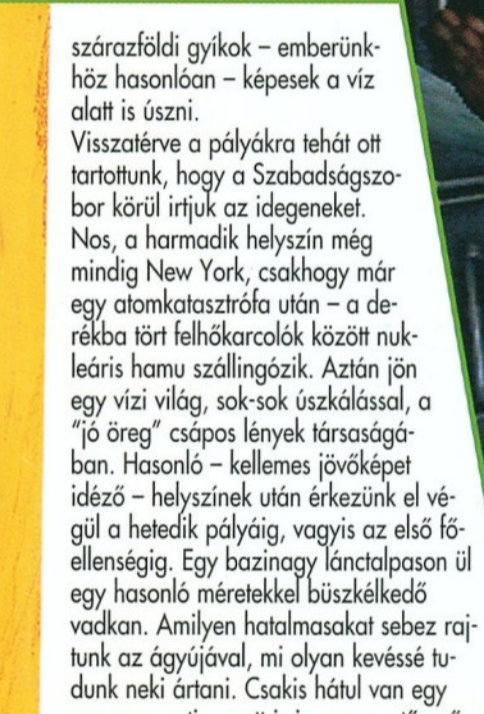 szárazföldi gyíkok – emberünk-
höz hasonlóan – képesek a víz
alatt is úszni.
Visszatérve a pályákra tehát ott
tartottunk, hogy a Szabadságszo-
bor körül irtjuk az idegeneket.
Nos, a harmadik helyszín még
mindig New York, csakhogy már
egy atomkatasztrófa után – a de-
rékba tört felhőkarcolók között nuk-
leáris hamu szállingózik. Aztán jön
egy vízi világ, sok-sok úszkálással, a
"jó öreg" csápos lények társaságá-
ban. Hasonló – kellemes jövőképet
idéző – helyszínek után érkezünk el vé-
gül a hetedik pályáig, vagyis az első fő-
ellenségig. Egy bazinagy lánctalpason ül
egy hasonló méretekkel büszkélkedő
vadkan. Amilyen hatalmasakat sebez raj-
tunk az ágyújával, mi olyan kevéssé tu-
dunk neki ártani. Csakis hátul van egy